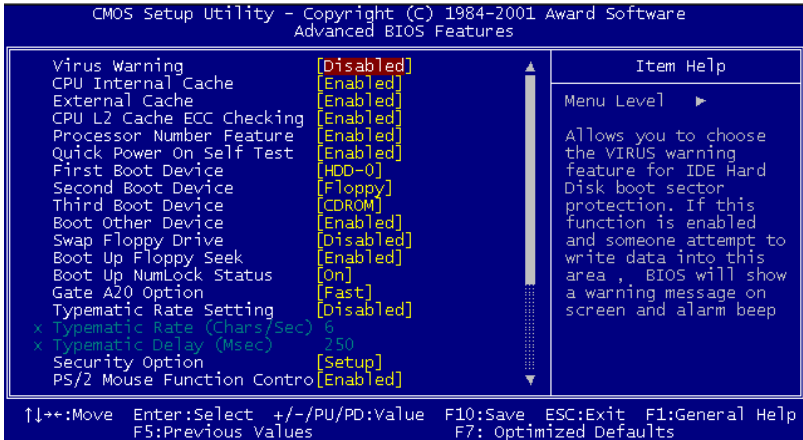 CMOS Setup Utility - Copyright (C) 1984-2001 Award Software
Advanced BIOS Features
Virus Warning [Disabled]
CPU Internal Cache [Enabled]
External Cache [Enabled]
CPU L2 Cache ECC Checking [Enabled]
Processor Number Feature [Enabled]
Quick Power On Self Test [Enabled]
First Boot Device [HDD-0]
Second Boot Device [Floppy]
Third Boot Device [CDROM]
Boot Other Device [Enabled]
Swap Floppy Drive [Disabled]
Boot Up Floppy Seek [Enabled]
Boot Up NumLock Status [On]
Gate A20 Option [Fast]
Typematic Rate Setting [Disabled]
x Typematic Rate (Chars/Sec) 6
x Typematic Delay (Msec) 250
Security Option [Setup]
PS/2 Mouse Function Contro[Enabled]
Item Help
Menu Level ▶
Allows you to choose
the VIRUS warning
feature for IDE Hard
Disk boot sector
protection. If this
function is enabled
and someone attempt to
write data into this
area , BIOS will show
a warning message on
screen and alarm beep
↑↓→←:Move Enter:Select +/-/PU/PD:Value F10:Save ESC:Exit F1:General Help
F5:Previous Values F7: Optimized Defaults